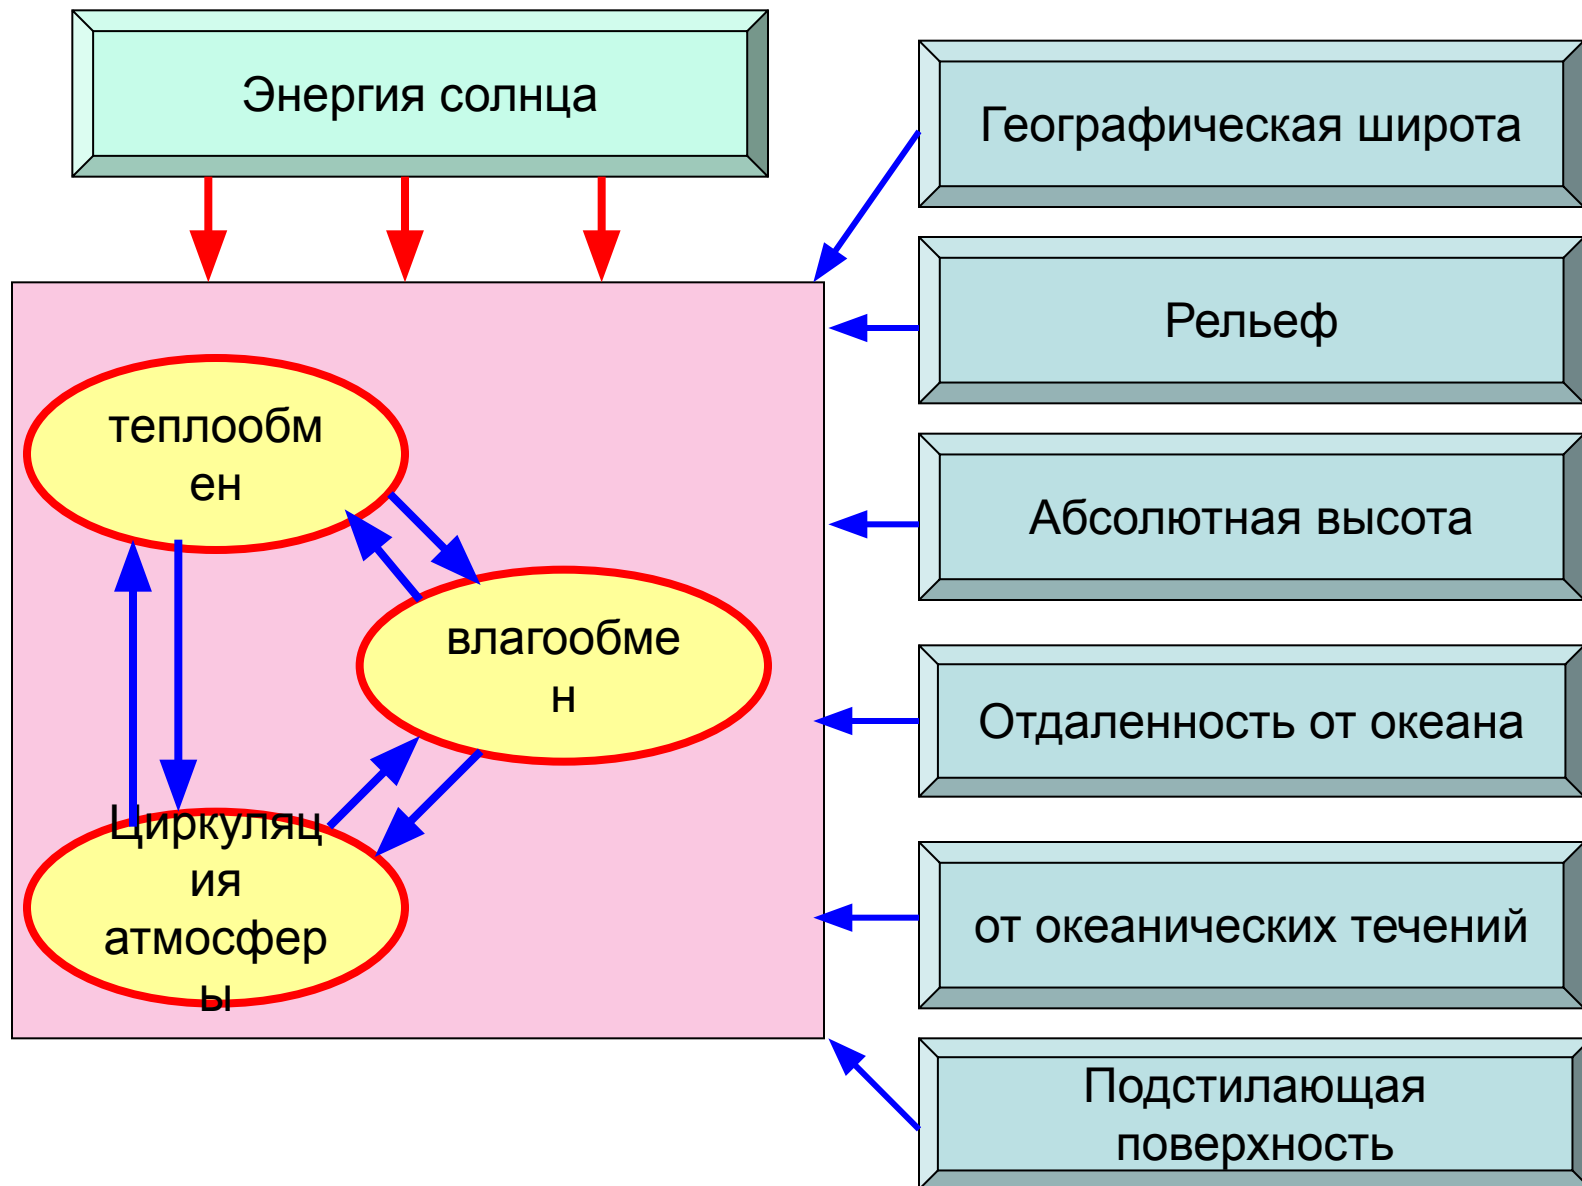 Энергия солнца
Географическая широта
Рельеф
теплообм
ен
Абсолютная высота
влагообме
н
Отдаленность от океана
Циркуляц
ия
атмосфер
ы
от океанических течений
Подстилающая
поверхность